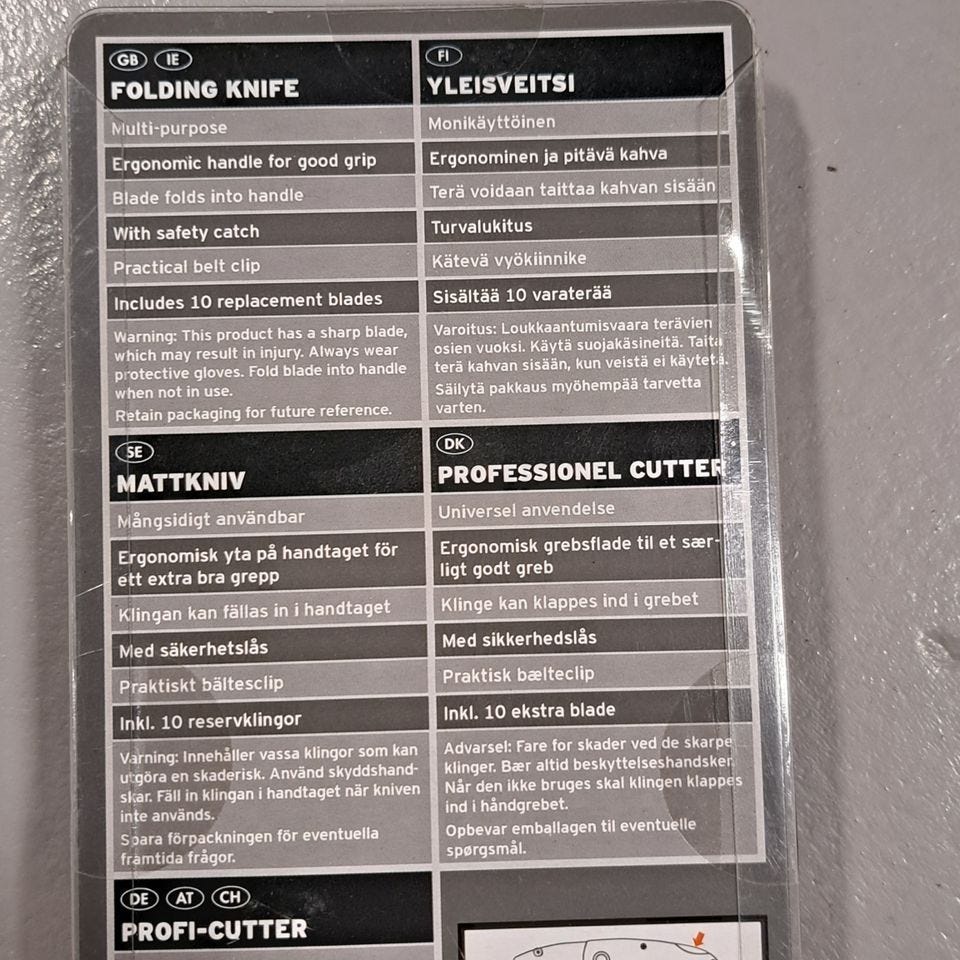 GB IE
FOLDING KNIFE
Multi-purpose
Ergonomic handle for good grip
Blade folds into handle
With safety catch
Practical belt clip
Includes 10 replacement blades
Warning: This product has a sharp blade,
which may result in injury. Always wear
protective gloves. Fold blade into handle
when not in use.
Retain packaging for future reference.
FI
YLEISVEITSI
Monikäyttöinen
Ergonominen ja pitävä kahva
Terä voidaan taittaa kahvan sisään
Turvalukitus
Kätevä vyökiinnike
Sisältää 10 varaterää
Varoitus: Loukkaantumisvaara terävien
osien vuoksi. Käytä suojakäsineitä. Taita
terä kahvan sisään, kun veistä ei käytetä.
Säilytä pakkaus myöhempää tarvetta
varten.
SE
MATTKNIV
Mångsidigt användbar
Ergonomisk yta på handtaget för
ett extra bra grepp
Klingan kan fällas in i handtaget
Med säkerhetslås
Praktiskt bältesclip
Inkl. 10 reservklingor
Varning: Innehåller vassa klingor som kan
utgöra en skaderisk. Använd skyddshand-
skar. Fäll in klingan i handtaget när kniven
inte används.
Spara förpackningen för eventuella
framtida frågor.
DK
PROFESSIONEL CUTTER
Universel anvendelse
Ergonomisk grebsflade til et sær-
ligt godt greb
Klinge kan klappes ind i grebet
Med sikkerhedslås
Praktisk bælteclip
Inkl. 10 ekstra blade
Advarsel: Fare for skader ved de skarpe
klinger. Bær altid beskyttelseshandsker.
Når den ikke bruges skal klingen klappes
ind i håndgrebet.
Opbevar emballagen til eventuelle
spørgsmål.
DE AT CH
PROFI-CUTTER